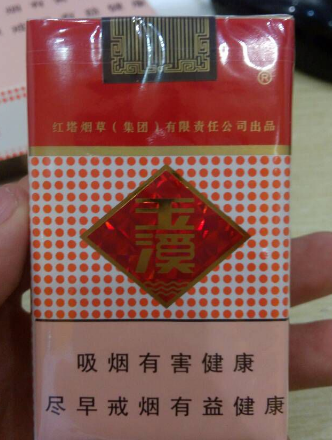 ®
红塔烟草（集团）有限责任公司出品
玉溪
吸烟有害健康
尽早戒烟有益健康